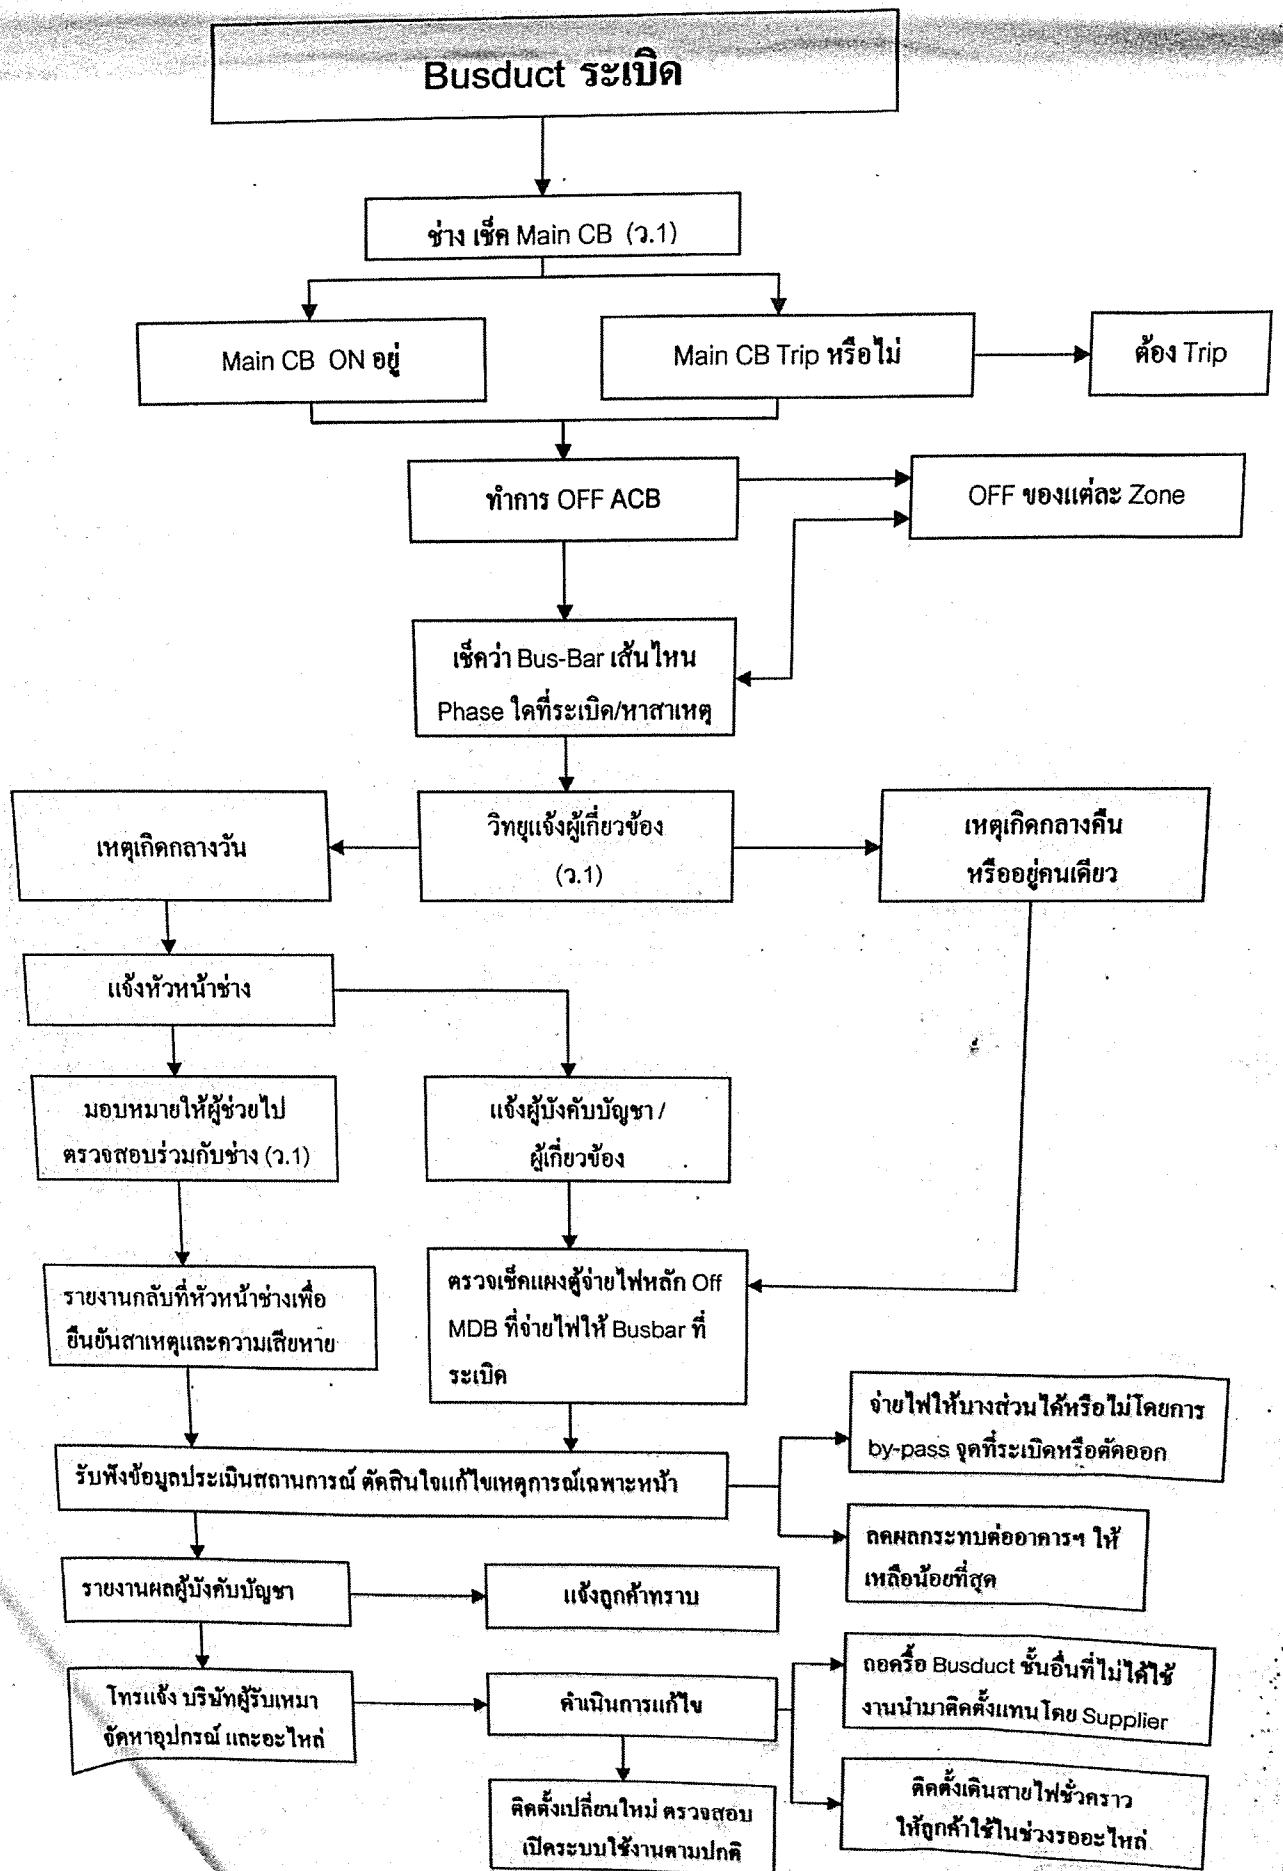 Busduct ระเบิด
ช่าง เช็ค Main CB (ว.1)
Main CB ON อยู่
Main CB Trip หรือไม่
ต้อง Trip
ทำการ OFF ACB
OFF ของแต่ละ Zone
เช็คว่า Bus-Bar เส้นไหน
Phase ใดที่ระเบิด/หาสาเหตุ
เหตุเกิดกลางวัน
วิทยุแจ้งผู้เกี่ยวข้อง
(ว.1)
เหตุเกิดกลางคืน
หรืออยู่คนเดียว
แจ้งหัวหน้าช่าง
มอบหมายให้ผู้ช่วยไป
ตรวจสอบร่วมกับช่าง (ว.1)
แจ้งผู้บังคับบัญชา /
ผู้เกี่ยวข้อง
รายงานกลับที่หัวหน้าช่างเพื่อ
ยืนยันสาเหตุและความเสียหาย
ตรวจเช็คแผงตู้จ่ายไฟหลัก Off
MDB ที่จ่ายไฟให้ Busbar ที่
ระเบิด
จ่ายไฟให้บางส่วนได้หรือไม่โดยการ
by-pass จุดที่ระเบิดหรือตัดออก
รับฟังข้อมูลประเมินสถานการณ์ ตัดสินใจแก้ไขเหตุการณ์เฉพาะหน้า
ลดผลกระทบต่ออาคารฯ ให้
เหลือน้อยที่สุด
รายงานผลผู้บังคับบัญชา
แจ้งลูกค้าทราบ
โทรแจ้ง บริษัทผู้รับเหมา
จัดหาอุปกรณ์ และอะไหล่
ดำเนินการแก้ไข
ถอดรื้อ Busduct ชั้นอื่นที่ไม่ได้ใช้
งานนำมาติดตั้งแทนโดย Supplier
ติดตั้งเปลี่ยนใหม่ ตรวจสอบ
เปิดระบบใช้งานตามปกติ
ติดตั้งเดินสายไฟชั่วคราว
ให้ลูกค้าใช้ในช่วงรออะไหล่